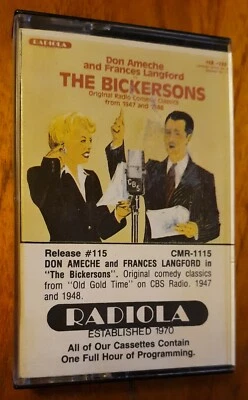 RADIOLA
Don Ameche
and Frances Langford
THE BICKERSONS
Original Radio Comedy Classics
from 1947 and 1948
CBS
Release #115 CMR-1115
DON AMECHE and FRANCES LANGFORD in
"The Bickersons". Original comedy classics
from "Old Gold Time" on CBS Radio. 1947
and 1948.
RADIOLA
ESTABLISHED 1970
All of Our Cassettes Contain
One Full Hour of Programming.